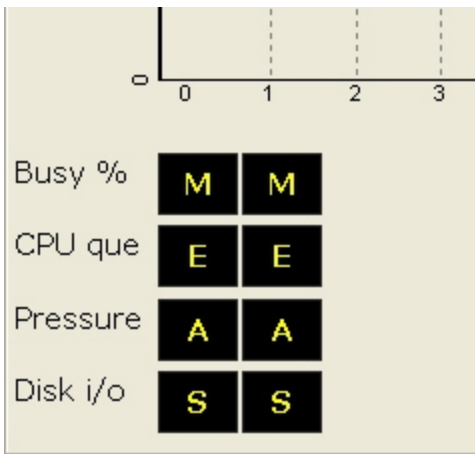 0
0 1 2 3
Busy % M M
CPU que E E
Pressure A A
Disk i/o S S